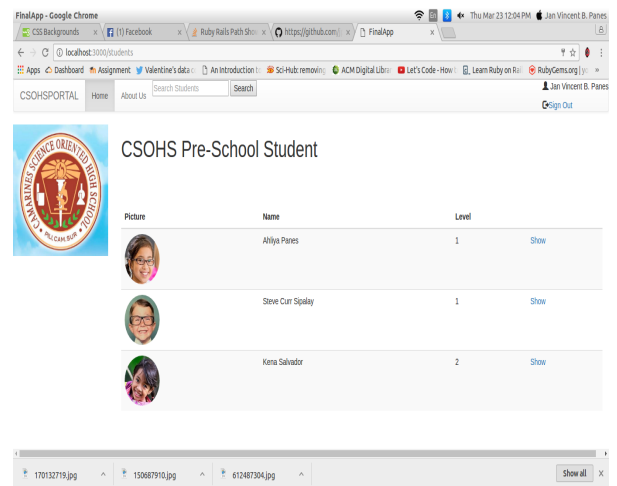 FinalApp - Google Chrome
En
Thu Mar 23 12:04 PM
Jan Vincent B. Panes
CSS Backgrounds
(1) Facebook
Ruby Rails Path Show
https://github.com/j
FinalApp
localhost:3000/students
Apps
Dashboard
Assignment
Valentine's data c
An Introduction to
Sci-Hub: removing
ACM Digital Librar
Let's Code - How t
Learn Ruby on Rail
RubyGems.org | yo
»
CSOHSPORTAL
Home
About Us
Search Students
Search
Jan Vincent B. Panes
Sign Out
CAMARINES SUR SCIENCE ORIENTED HIGH SCHOOL
PILI CAM. SUR
CSOHS Pre-School Student
Picture Name Level
Ahliya Panes 1 Show
Steve Curr Sipalay 1 Show
Kena Salvador 2 Show
170132719.jpg
150687910.jpg
612487304.jpg
Show all